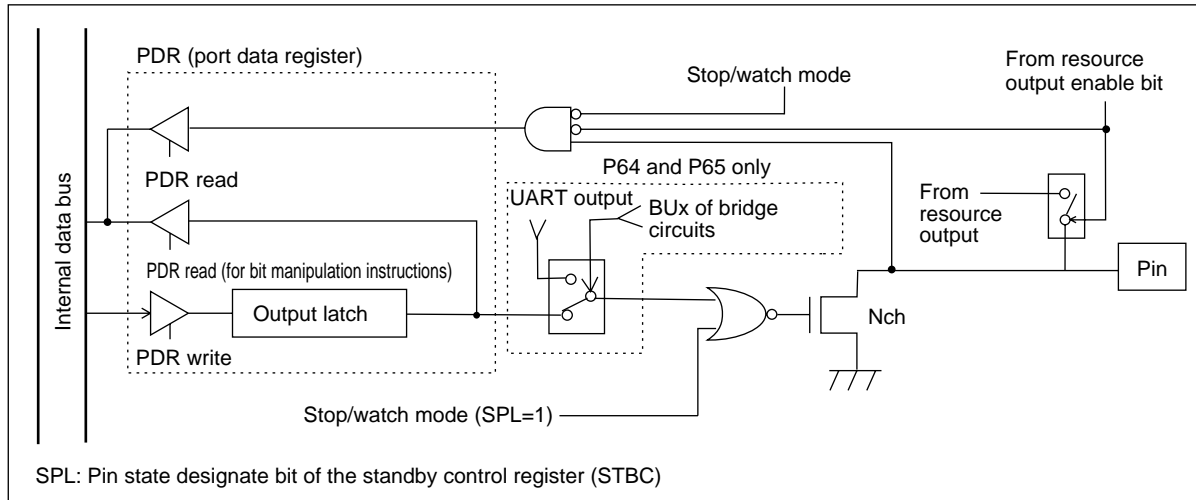 PDR (port data register)
Stop/watch mode
From resource
output enable bit
PDR read
P64 and P65 only
UART output
BUx of bridge
circuits
From
resource
output
Internal data bus
PDR read (for bit manipulation instructions)
Output latch
PDR write
Pin
Nch
Stop/watch mode (SPL=1)
SPL: Pin state designate bit of the standby control register (STBC)